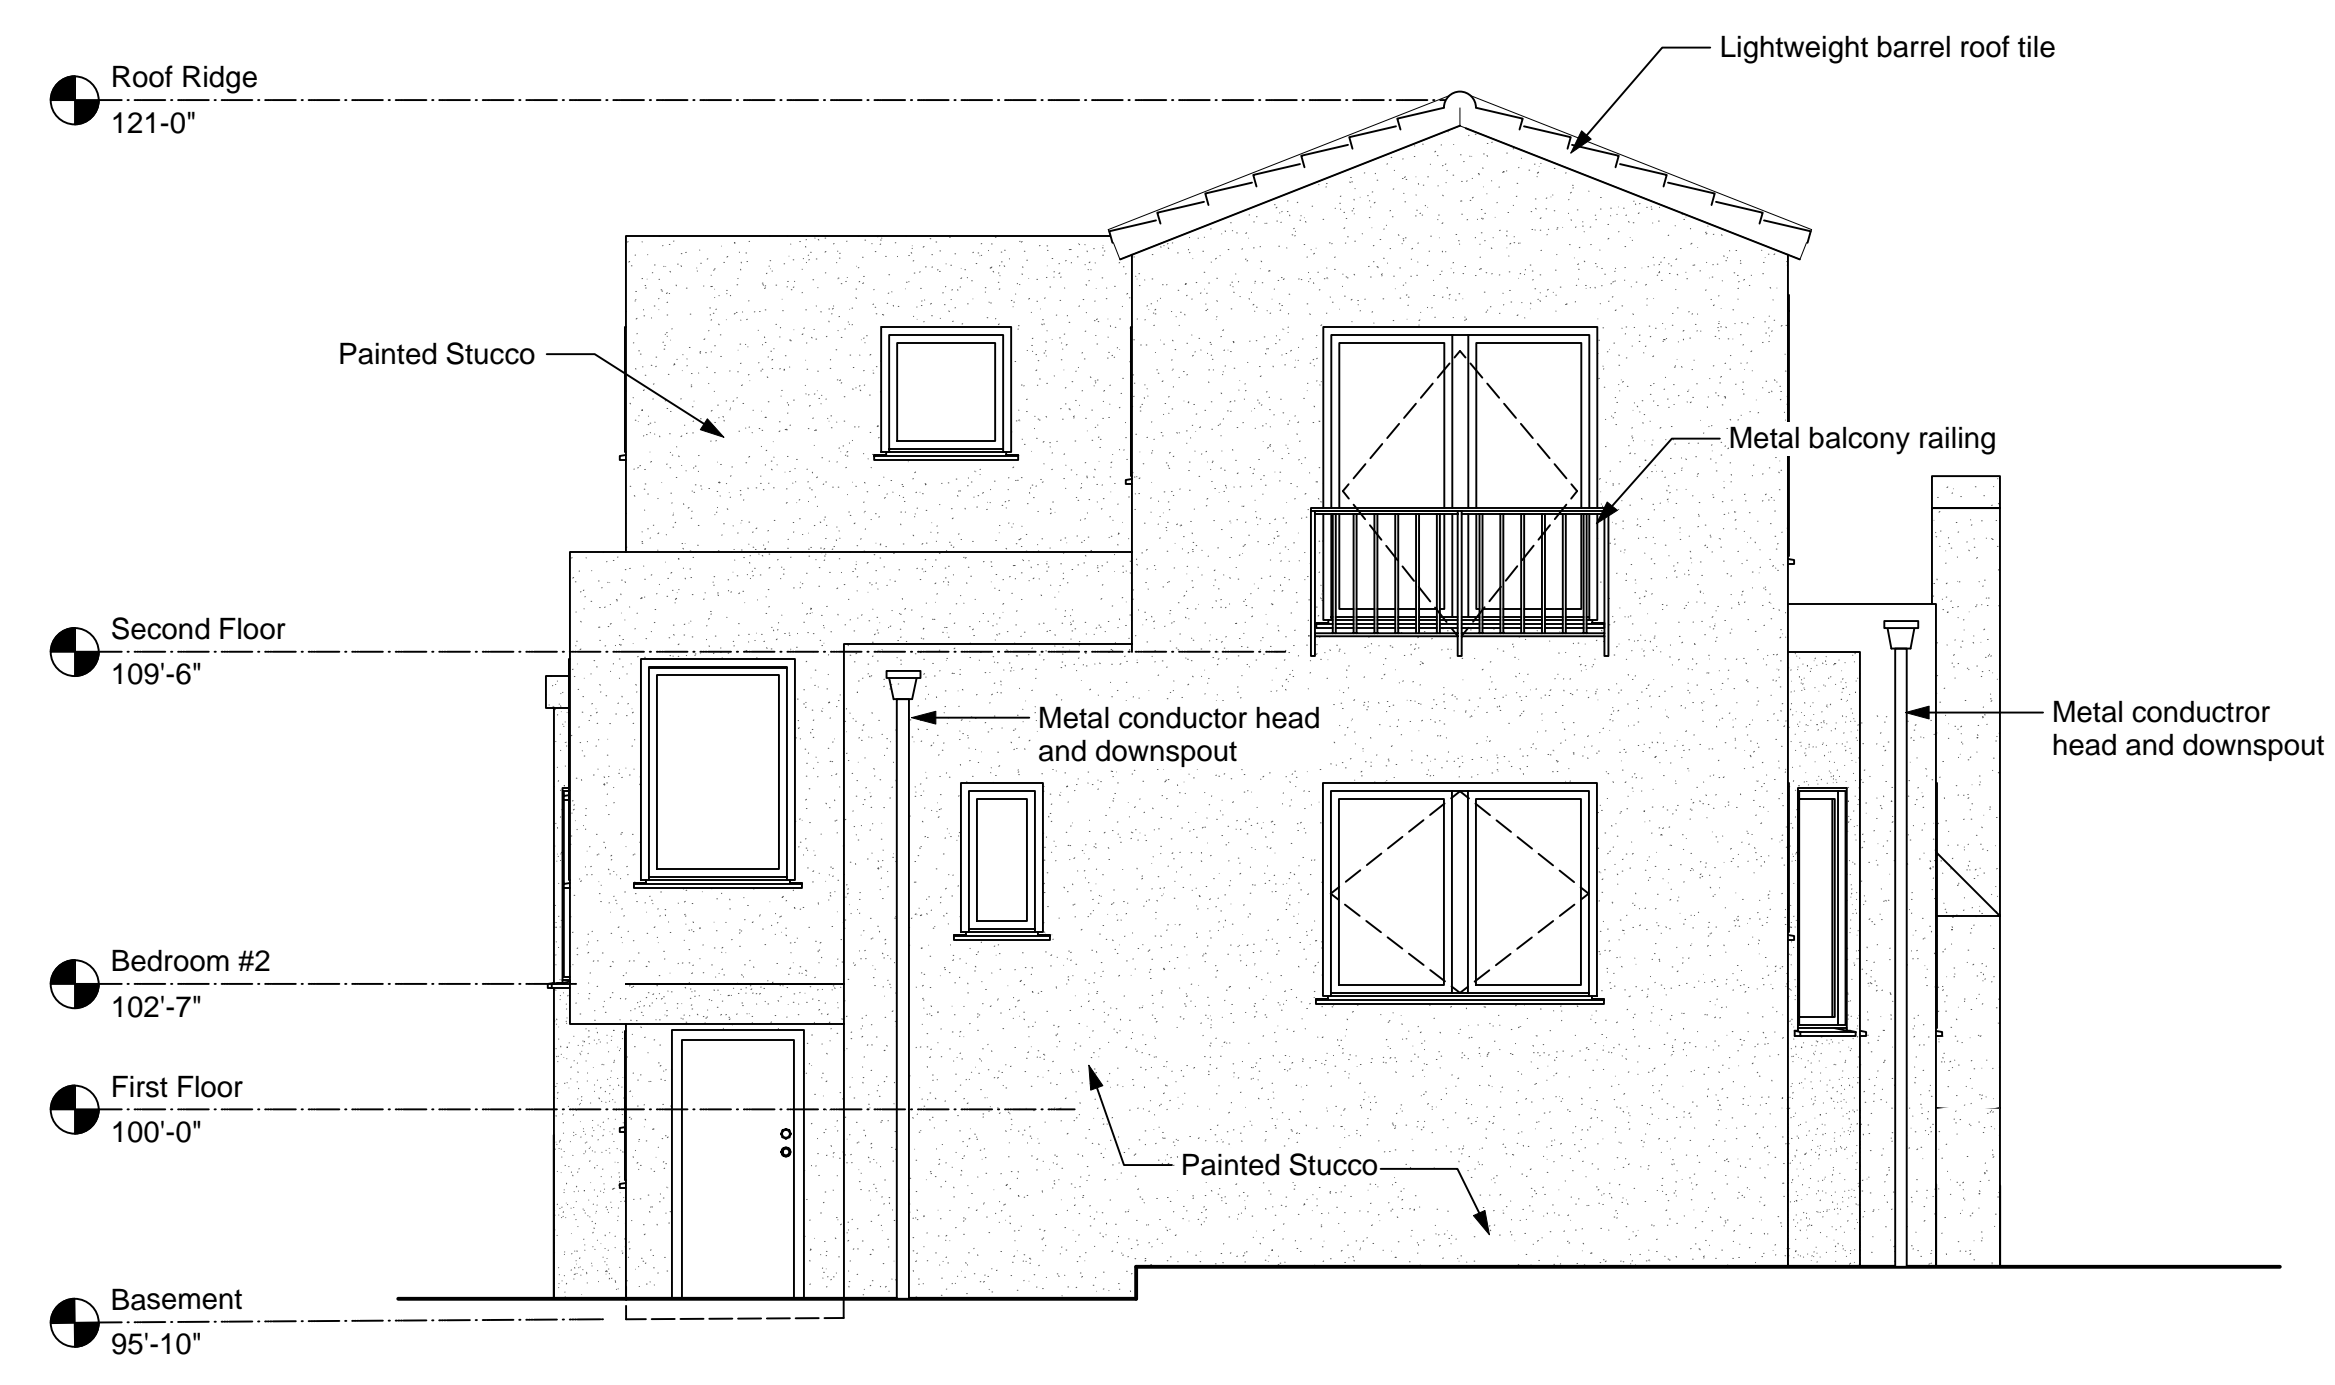 Lightweight barrel roof tile
Roof Ridge
121-0"
Painted Stucco
Metal balcony railing
Second Floor
109'-6"
Metal conductor head
and downspout
Metal conductror
head and downspout
Bedroom #2
102'-7"
First Floor
100'-0"
Painted Stucco
Basement
95'-10"